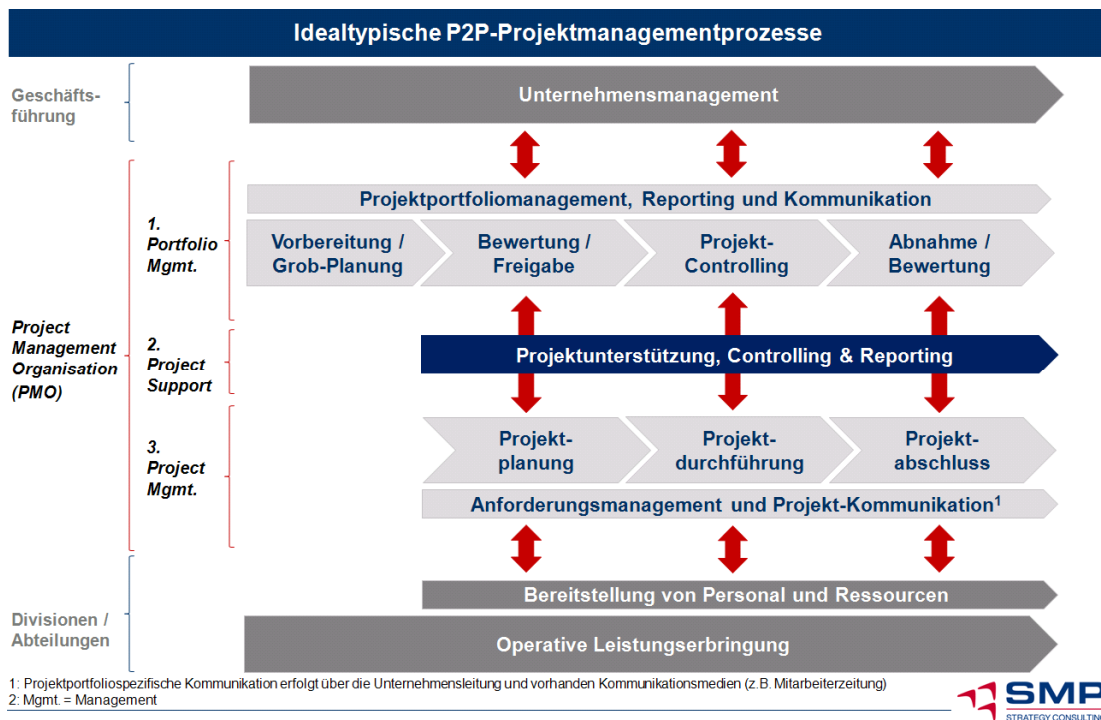 Idealtypische P2P-Projektmanagementprozesse
Geschäfts-
führung
Unternehmensmanagement
Projektportfoliomanagement, Reporting und Kommunikation
1.
Portfolio
Mgmt.
Vorbereitung /
Grob-Planung
Bewertung /
Freigabe
Projekt-
Controlling
Abnahme /
Bewertung
Project
Management
Organisation
(PMO)
2.
Project
Support
Projektunterstützung, Controlling & Reporting
3.
Project
Mgmt.
Projekt-
planung
Projekt-
durchführung
Projekt-
abschluss
Anforderungsmanagement und Projekt-Kommunikation¹
Divisionen /
Abteilungen
Bereitstellung von Personal und Ressourcen
Operative Leistungserbringung
1: Projektportfoliospezifische Kommunikation erfolgt über die Unternehmensleitung und vorhanden Kommunikationsmedien (z.B. Mitarbeiterzeitung)
2: Mgmt. = Management
SMP
STRATEGY CONSULTING